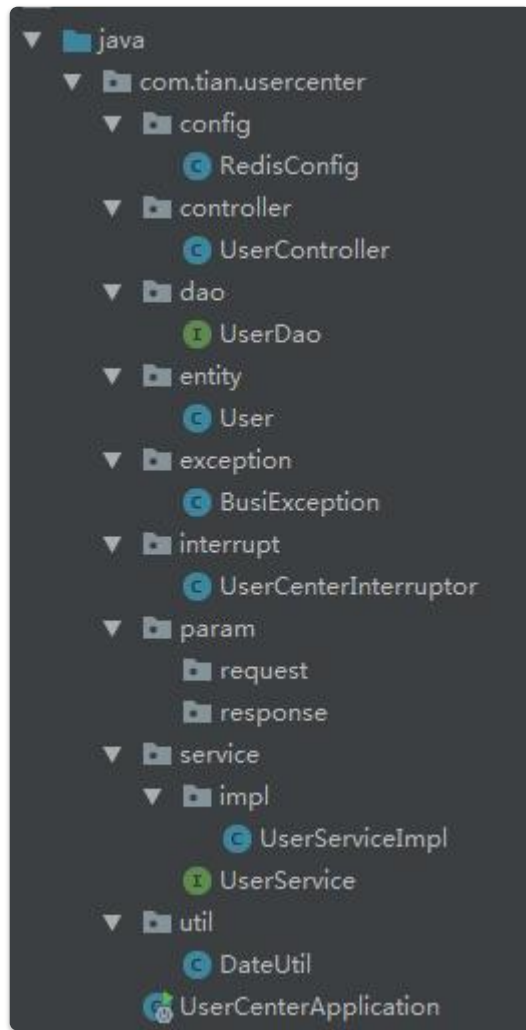 java
com.tian.usercenter
config
RedisConfig
controller
UserController
dao
UserDao
entity
User
exception
BusiException
interrupt
UserCenterInterruptor
param
request
response
service
impl
UserServiceImpl
UserService
util
DateUtil
UserCenterApplication